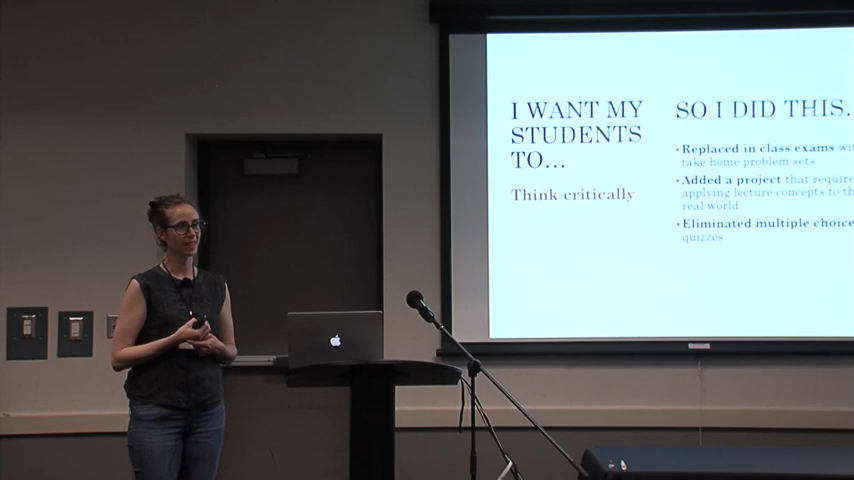 I WANT MY
STUDENTS
TO...
Think critically
SO I DID THIS.
• Replaced in class exams
take home problem sets
• Added a project that require
applying lecture concepts to
real world
• Eliminated multiple choice
quizzes